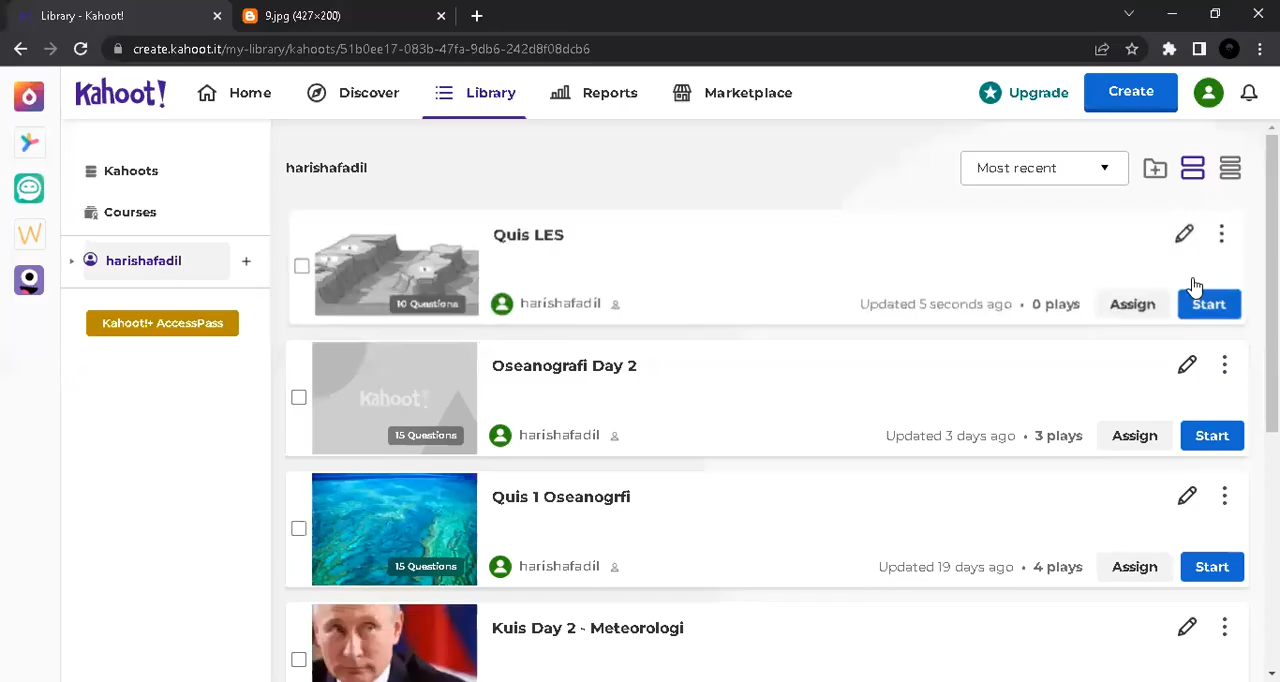 Library - Kahoot!
9.jpg (427×200)
create.kahoot.it/my-library/kahoots/51b0ee17-083b-47fa-9db6-242d8f08dcb6
Kahoot!
Home
Discover
Library
Reports
Marketplace
Upgrade
Create
Kahoots
Courses
harishafadil
Kahoot!+ AccessPass
harishafadil
Most recent
Quis LES
10 Questions
harishafadil
Updated 5 seconds ago • 0 plays
Assign
Start
Oseanografi Day 2
Kahoot!
15 Questions
harishafadil
Updated 3 days ago • 3 plays
Assign
Start
Quis 1 Oseanogrfi
15 Questions
harishafadil
Updated 19 days ago • 4 plays
Assign
Start
Kuis Day 2 - Meteorologi